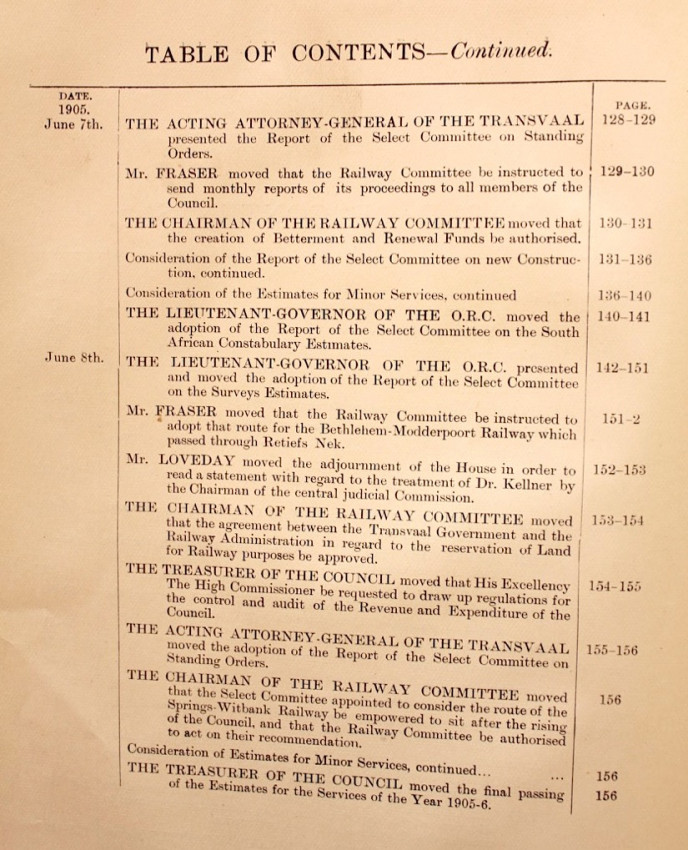 TABLE OF CONTENTS—Continued.
DATE.
1905.
PAGE.
June 7th.
THE ACTING ATTORNEY-GENERAL OF THE TRANSVAAL 128-129
presented the Report of the Select Committee on Standing
Orders.
Mr. FRASER moved that the Railway Committee be instructed to 129-130
send monthly reports of its proceedings to all members of the
Council.
THE CHAIRMAN OF THE RAILWAY COMMITTEE moved that 130-131
the creation of Betterment and Renewal Funds be authorised.
Consideration of the Report of the Select Committee on new Construc- 131-136
tion, continued.
Consideration of the Estimates for Minor Services, continued 136-140
THE LIEUTENANT-GOVERNOR OF THE O.R.C. moved the 140-141
adoption of the Report of the Select Committee on the South
African Constabulary Estimates.
June 8th.
THE LIEUTENANT-GOVERNOR OF THE O.R.C. presented 142-151
and moved the adoption of the Report of the Select Committee
on the Surveys Estimates.
Mr. FRASER moved that the Railway Committee be instructed to 151-2
adopt that route for the Bethlehem-Modderpoort Railway which
passed through Retiefs Nek.
Mr. LOVEDAY moved the adjournment of the House in order to 152-153
read a statement with regard to the treatment of Dr. Kellner by
the Chairman of the central judicial Commission.
THE CHAIRMAN OF THE RAILWAY COMMITTEE moved 153-154
that the agreement between the Transvaal Government and the
Railway Administration in regard to the reservation of Land
for Railway purposes be approved.
THE TREASURER OF THE COUNCIL moved that His Excellency 154-155
The High Commissioner be requested to draw up regulations for
the control and audit of the Revenue and Expenditure of the
Council.
THE ACTING ATTORNEY-GENERAL OF THE TRANSVAAL 155-156
moved the adoption of the Report of the Select Committee on
Standing Orders.
THE CHAIRMAN OF THE RAILWAY COMMITTEE moved 156
that the Select Committee appointed to consider the route of the
Springs-Witbank Railway be empowered to sit after the rising
of the Council, and that the Railway Committee be authorised
to act on their recommendation.
Consideration of Estimates for Minor Services, continued... ... 156
THE TREASURER OF THE COUNCIL moved the final passing 156
of the Estimates for the Services of the Year 1905-6.